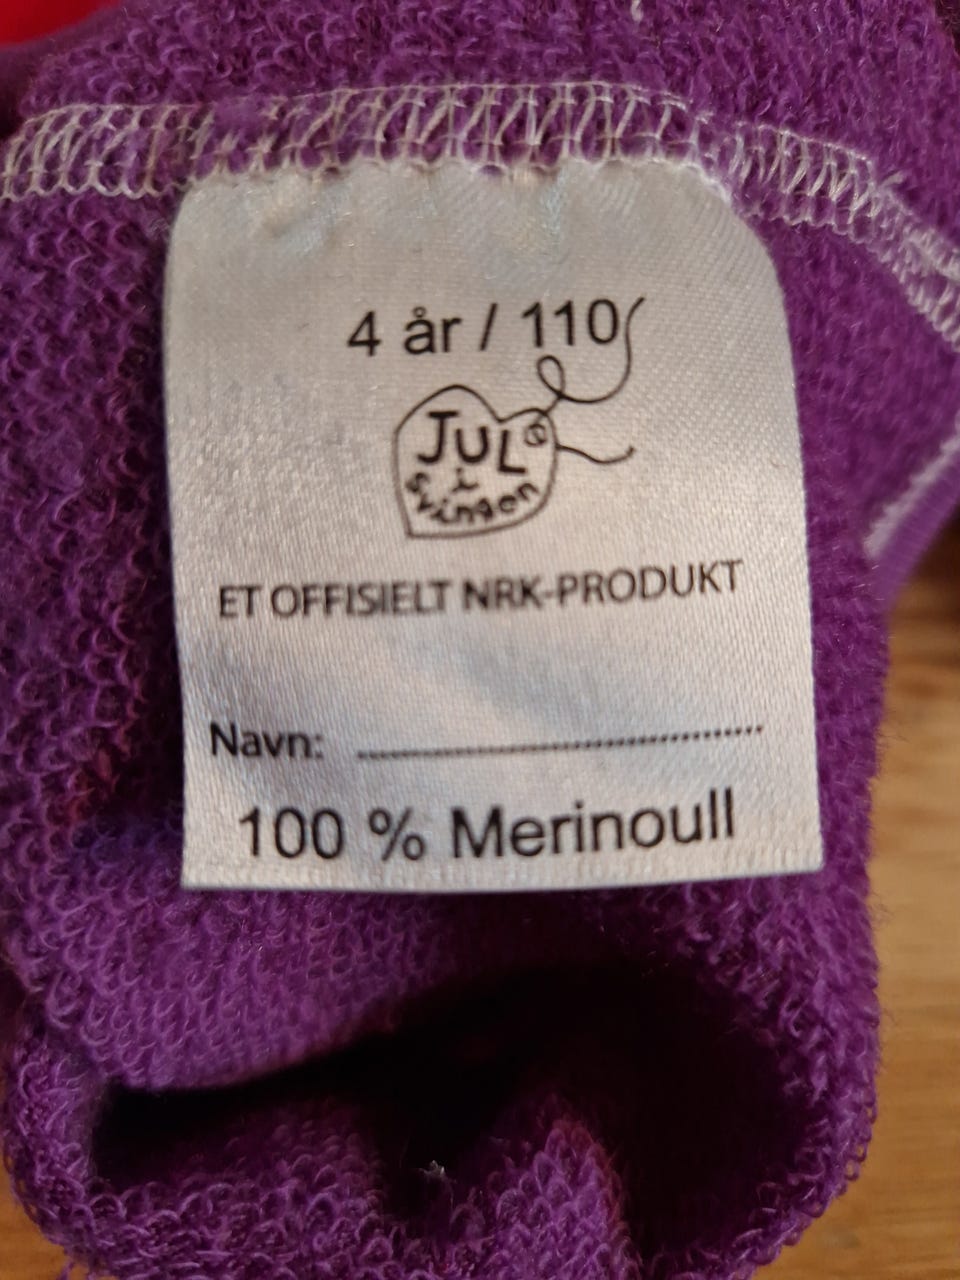 4 år / 110
JUL
i
Svingen
ET OFFISIELT NRK-PRODUKT
Navn: ..............................................
100 % Merinoull